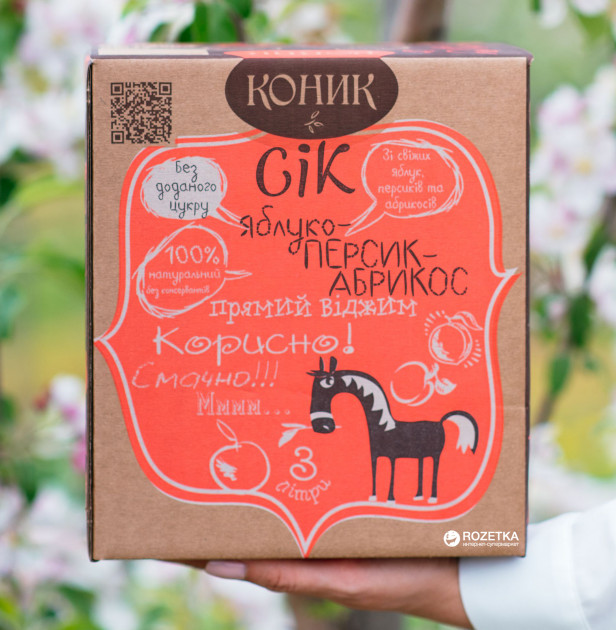 КОНИК
Сік
Без
доданого
цукру
Зі свіжих
яблук,
персиків та
абрикосів
яблуко-
ПЕРСИК-
АБРИКОС
100%
натуральний
без консервантів
ПРЯМИЙ ВІДЖИМ
Корисно!
Смачно!!!
Мммм...
3
літри
ROZETKA
интернет-супермаркет